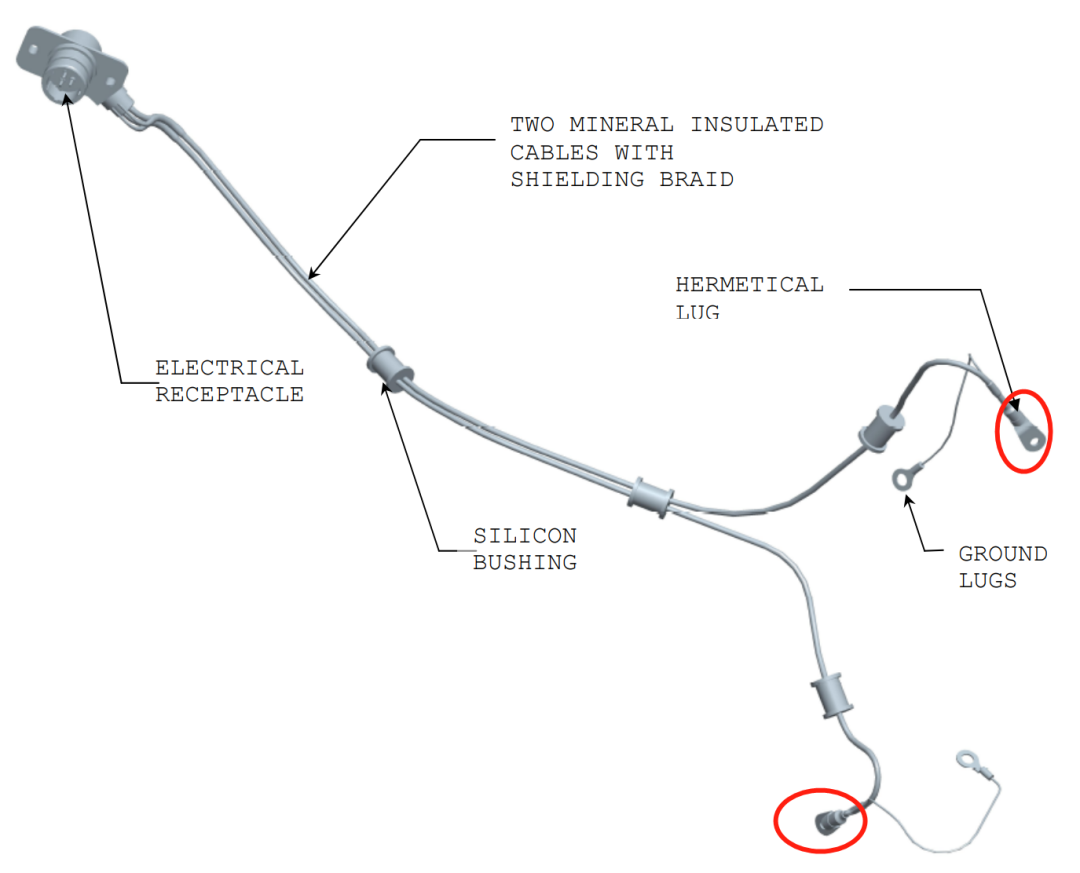 TWO MINERAL INSULATED
CABLES WITH
SHIELDING BRAID
HERMETICAL
LUG
ELECTRICAL
RECEPTACLE
SILICON
BUSHING
GROUND
LUGS